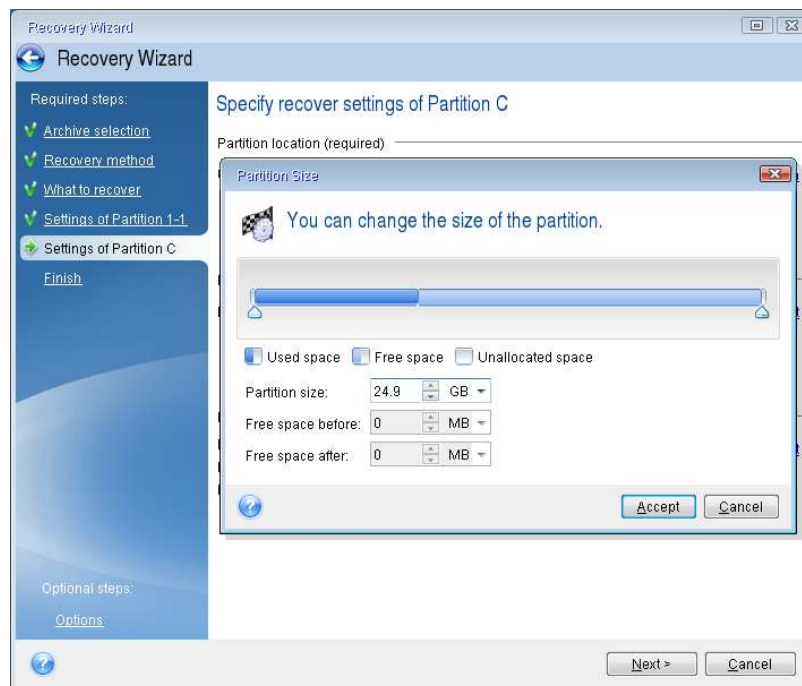 Recovery Wizard
Recovery Wizard
Required steps:
Archive selection
Recovery method
What to recover
Settings of Partition 1-1
Settings of Partition C
Finish
Optional steps:
Options
Specify recover settings of Partition C
Partition location (required)
Partition Size
You can change the size of the partition.
Used space Free space Unallocated space
Partition size: 24.9 GB
Free space before: 0 MB
Free space after: 0 MB
Accept Cancel
Next > Cancel